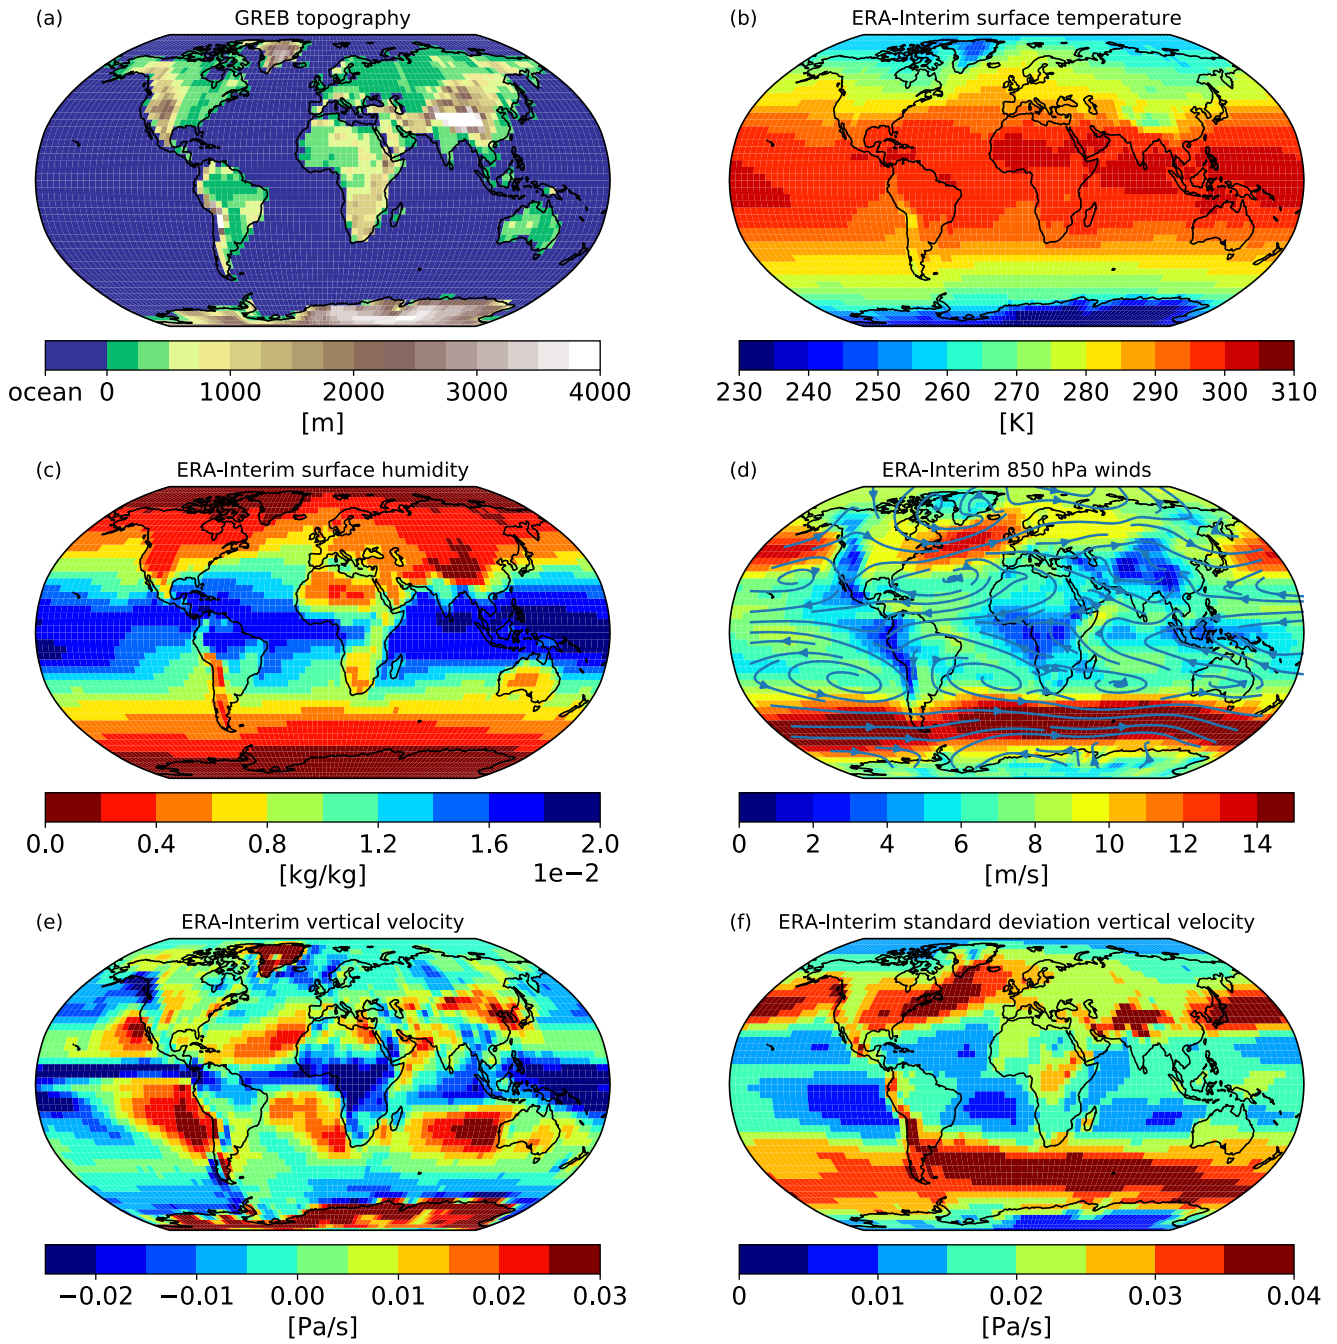 (a) GREB topography
ocean 0 1000 2000 3000 4000
[m]
(b) ERA-Interim surface temperature
230 240 250 260 270 280 290 300 310
[K]
(c) ERA-Interim surface humidity
0.0 0.4 0.8 1.2 1.6 2.0
[kg/kg] 1e−2
(d) ERA-Interim 850 hPa winds
0 2 4 6 8 10 12 14
[m/s]
(e) ERA-Interim vertical velocity
−0.02 −0.01 0.00 0.01 0.02 0.03
[Pa/s]
(f) ERA-Interim standard deviation vertical velocity
0 0.01 0.02 0.03 0.04
[Pa/s]